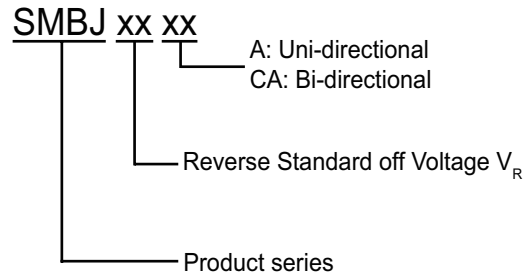 SMBJ xx xx
A: Uni-directional
CA: Bi-directional
Reverse Standard off Voltage VR
Product series